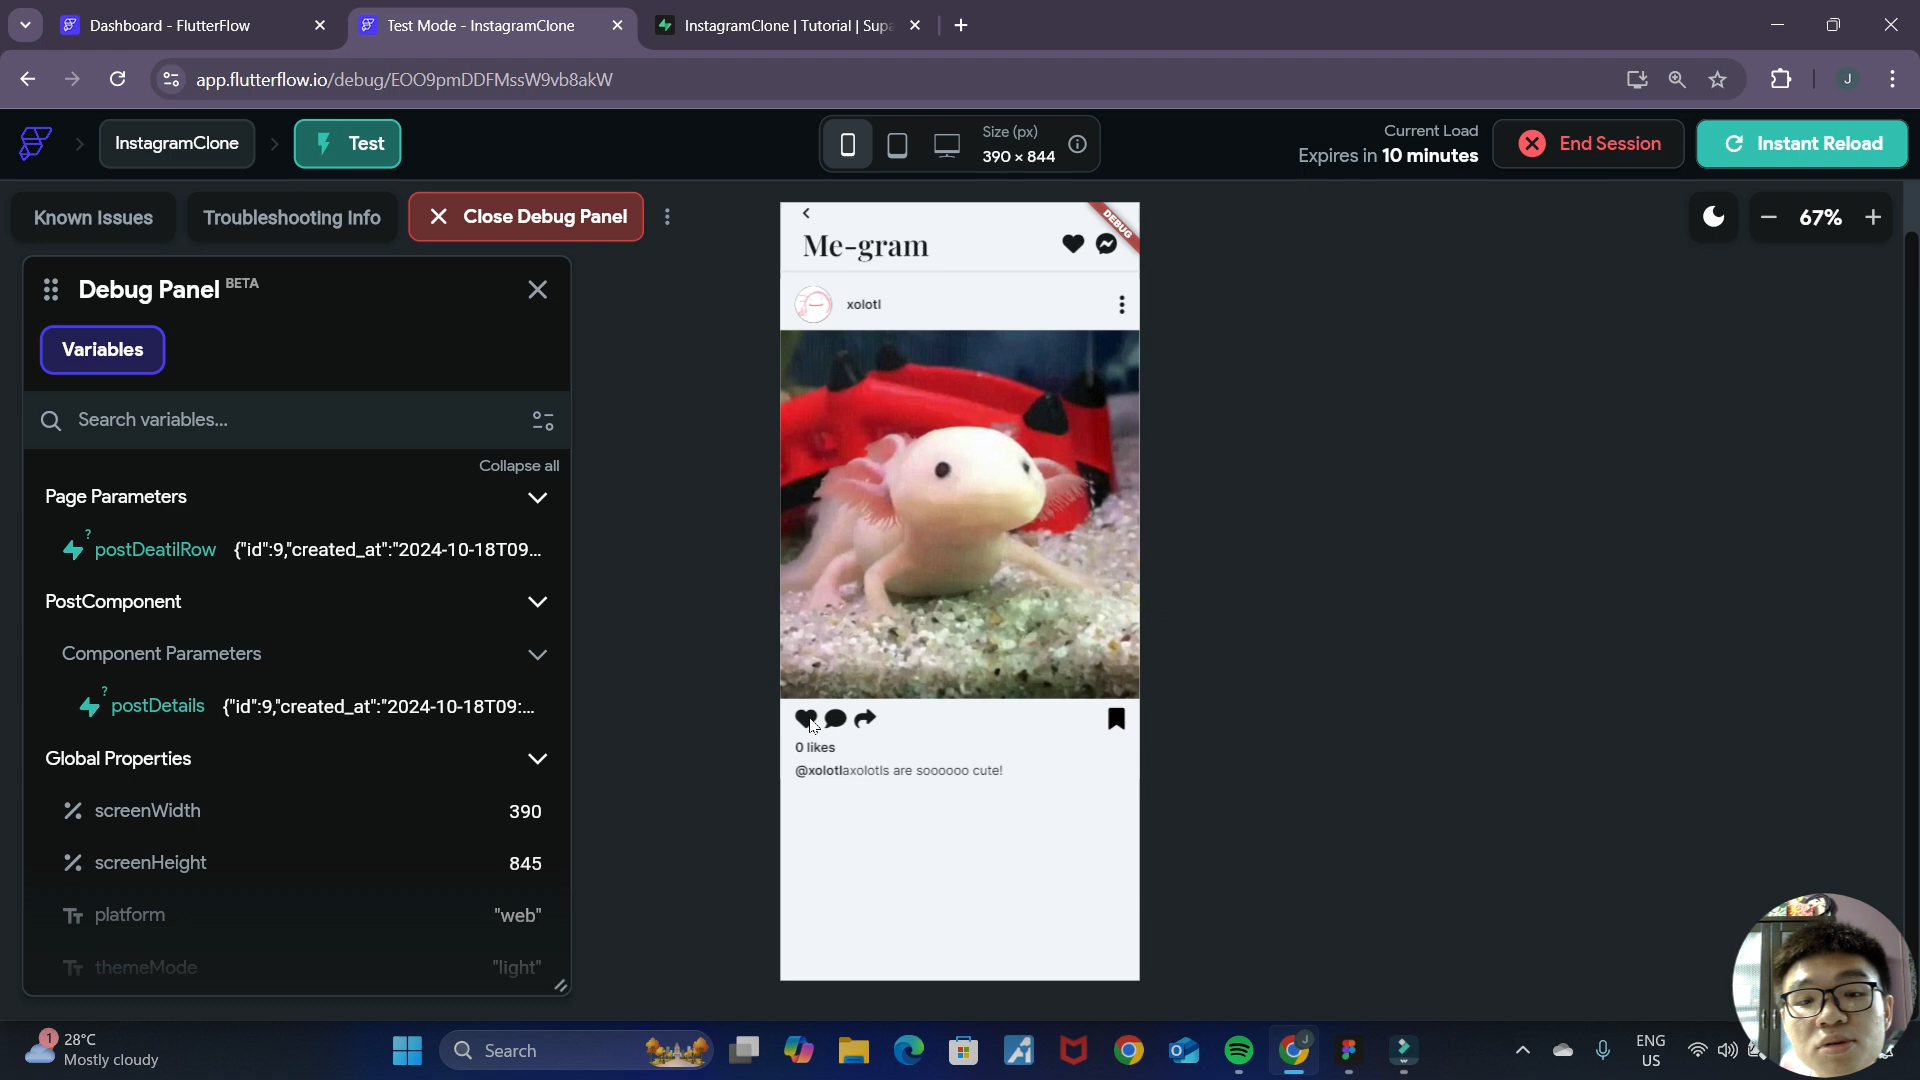 Dashboard - FlutterFlow
Test Mode - InstagramClone
InstagramClone | Tutorial | Supa
app.flutterflow.io/debug/EOO9pmDDFMssW9vb8akW
J
InstagramClone
Test
Size (px)
390 × 844
Current Load
Expires in 10 minutes
End Session
Instant Reload
Known Issues
Troubleshooting Info
Close Debug Panel
67%
Debug Panel BETA
Variables
Search variables...
Collapse all
Page Parameters
? postDeatilRow {"id":9,"created_at":"2024-10-18T09...
PostComponent
Component Parameters
? postDetails {"id":9,"created_at":"2024-10-18T09:...
Global Properties
screenWidth 390
screenHeight 845
Tт platform "web"
Tт themeMode "light"
DEBUG
Me-gram
xolotl
0 likes
@xolotlaxolotls are soooooo cute!
1
28°C
Mostly cloudy
Search
J
ENG
US